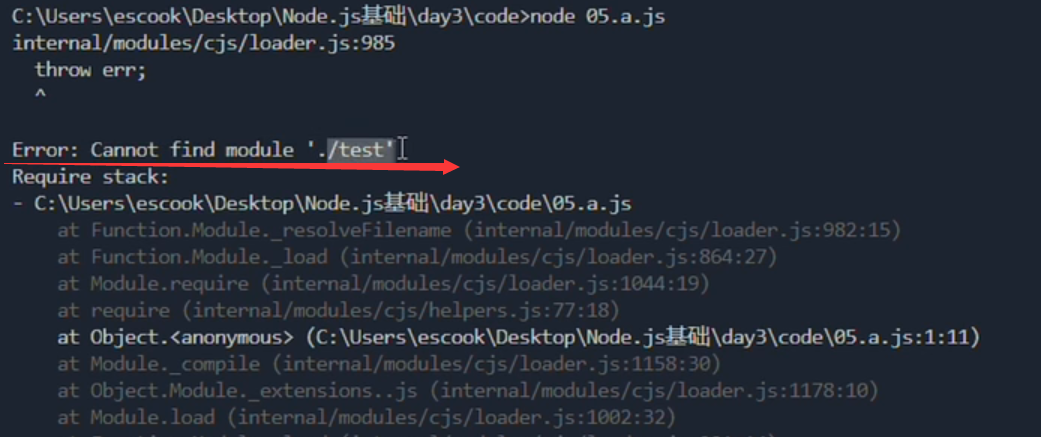 C:\Users\escook\Desktop\Node.js基础\day3\code>node 05.a.js
internal/modules/cjs/loader.js:985
  throw err;
  ^
Error: Cannot find module './test'
Require stack:
- C:\Users\escook\Desktop\Node.js基础\day3\code\05.a.js
    at Function.Module._resolveFilename (internal/modules/cjs/loader.js:982:15)
    at Function.Module._load (internal/modules/cjs/loader.js:864:27)
    at Module.require (internal/modules/cjs/loader.js:1044:19)
    at require (internal/modules/cjs/helpers.js:77:18)
    at Object.<anonymous> (C:\Users\escook\Desktop\Node.js基础\day3\code\05.a.js:1:11)
    at Module._compile (internal/modules/cjs/loader.js:1158:30)
    at Object.Module._extensions..js (internal/modules/cjs/loader.js:1178:10)
    at Module.load (internal/modules/cjs/loader.js:1002:32)